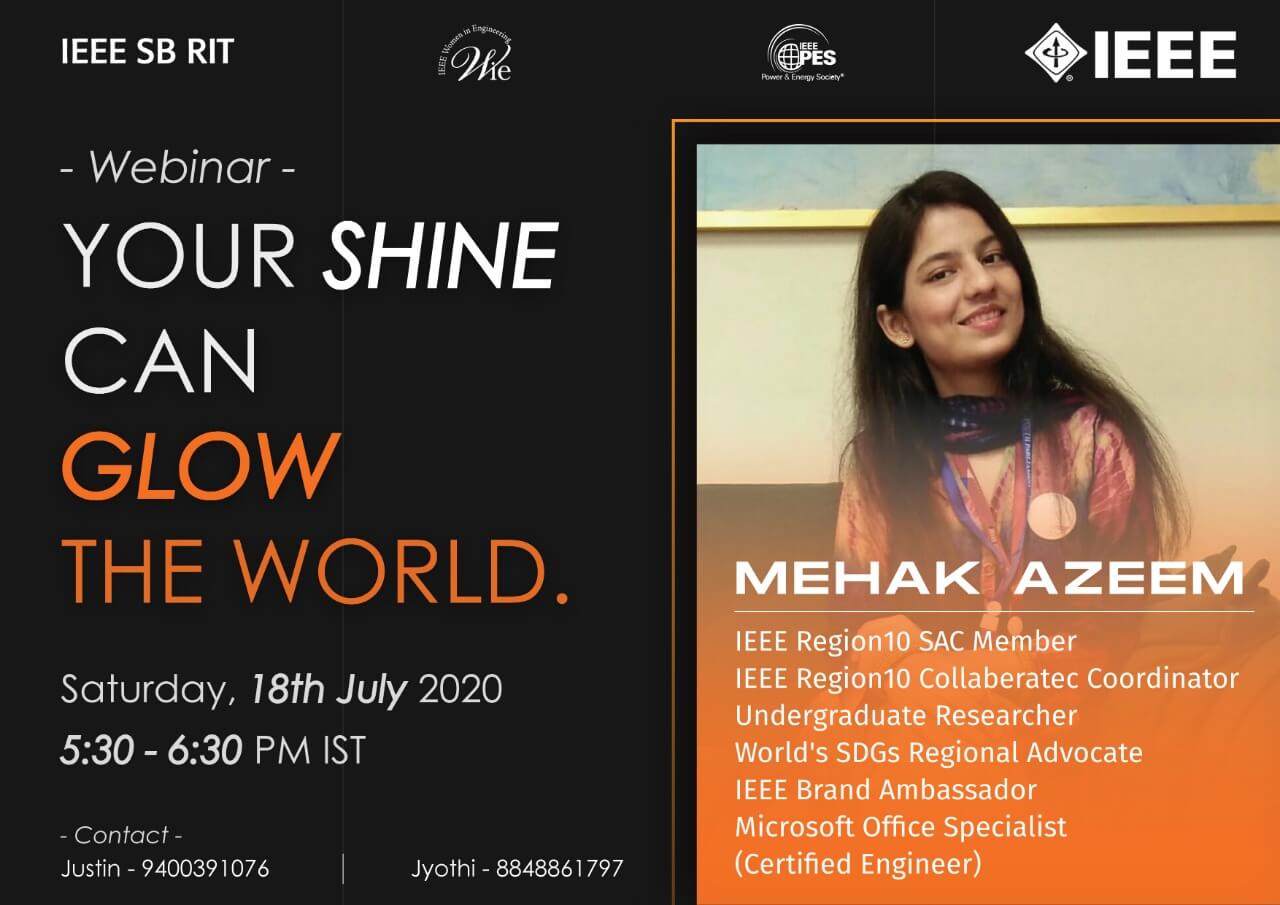 IEEE SB RIT
IEEE Women in Engineering
Wie
IEEE
PES
Power & Energy Society®
IEEE
- Webinar -
YOUR SHINE
CAN
GLOW
THE WORLD.
Saturday, 18th July 2020
5:30 - 6:30 PM IST
- Contact -
Justin - 9400391076
Jyothi - 8848861797
MEHAK AZEEM
IEEE Region10 SAC Member
IEEE Region10 Collaberatec Coordinator
Undergraduate Researcher
World's SDGs Regional Advocate
IEEE Brand Ambassador
Microsoft Office Specialist
(Certified Engineer)